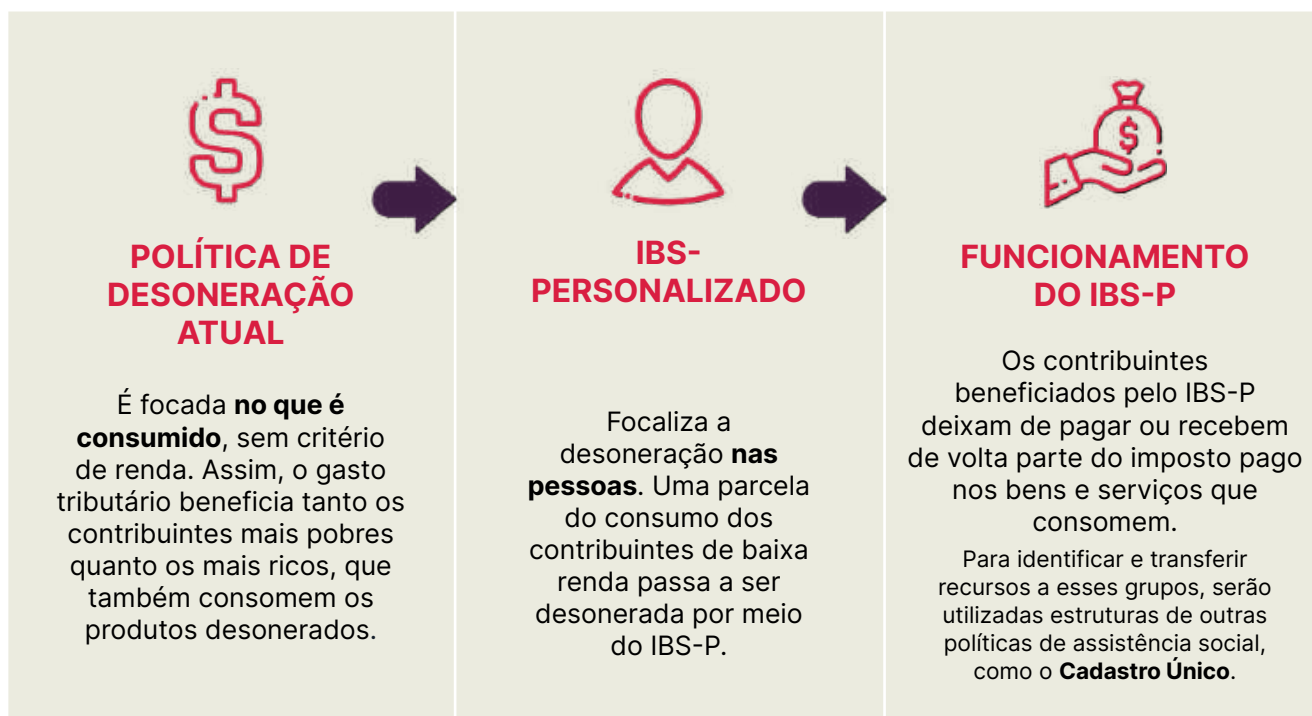 POLÍTICA DE
DESONERAÇÃO
ATUAL
É focada no que é
consumido, sem critério
de renda. Assim, o gasto
tributário beneficia tanto os
contribuintes mais pobres
quanto os mais ricos, que
também consomem os
produtos desonerados.
IBS-
PERSONALIZADO
Focaliza a
desoneração nas
pessoas. Uma parcela
do consumo dos
contribuintes de baixa
renda passa a ser
desonerada por meio
do IBS-P.
FUNCIONAMENTO
DO IBS-P
Os contribuintes
beneficiados pelo IBS-P
deixam de pagar ou recebem
de volta parte do imposto pago
nos bens e serviços que
consomem.
Para identificar e transferir
recursos a esses grupos, serão
utilizadas estruturas de outras
políticas de assistência social,
como o Cadastro Único.